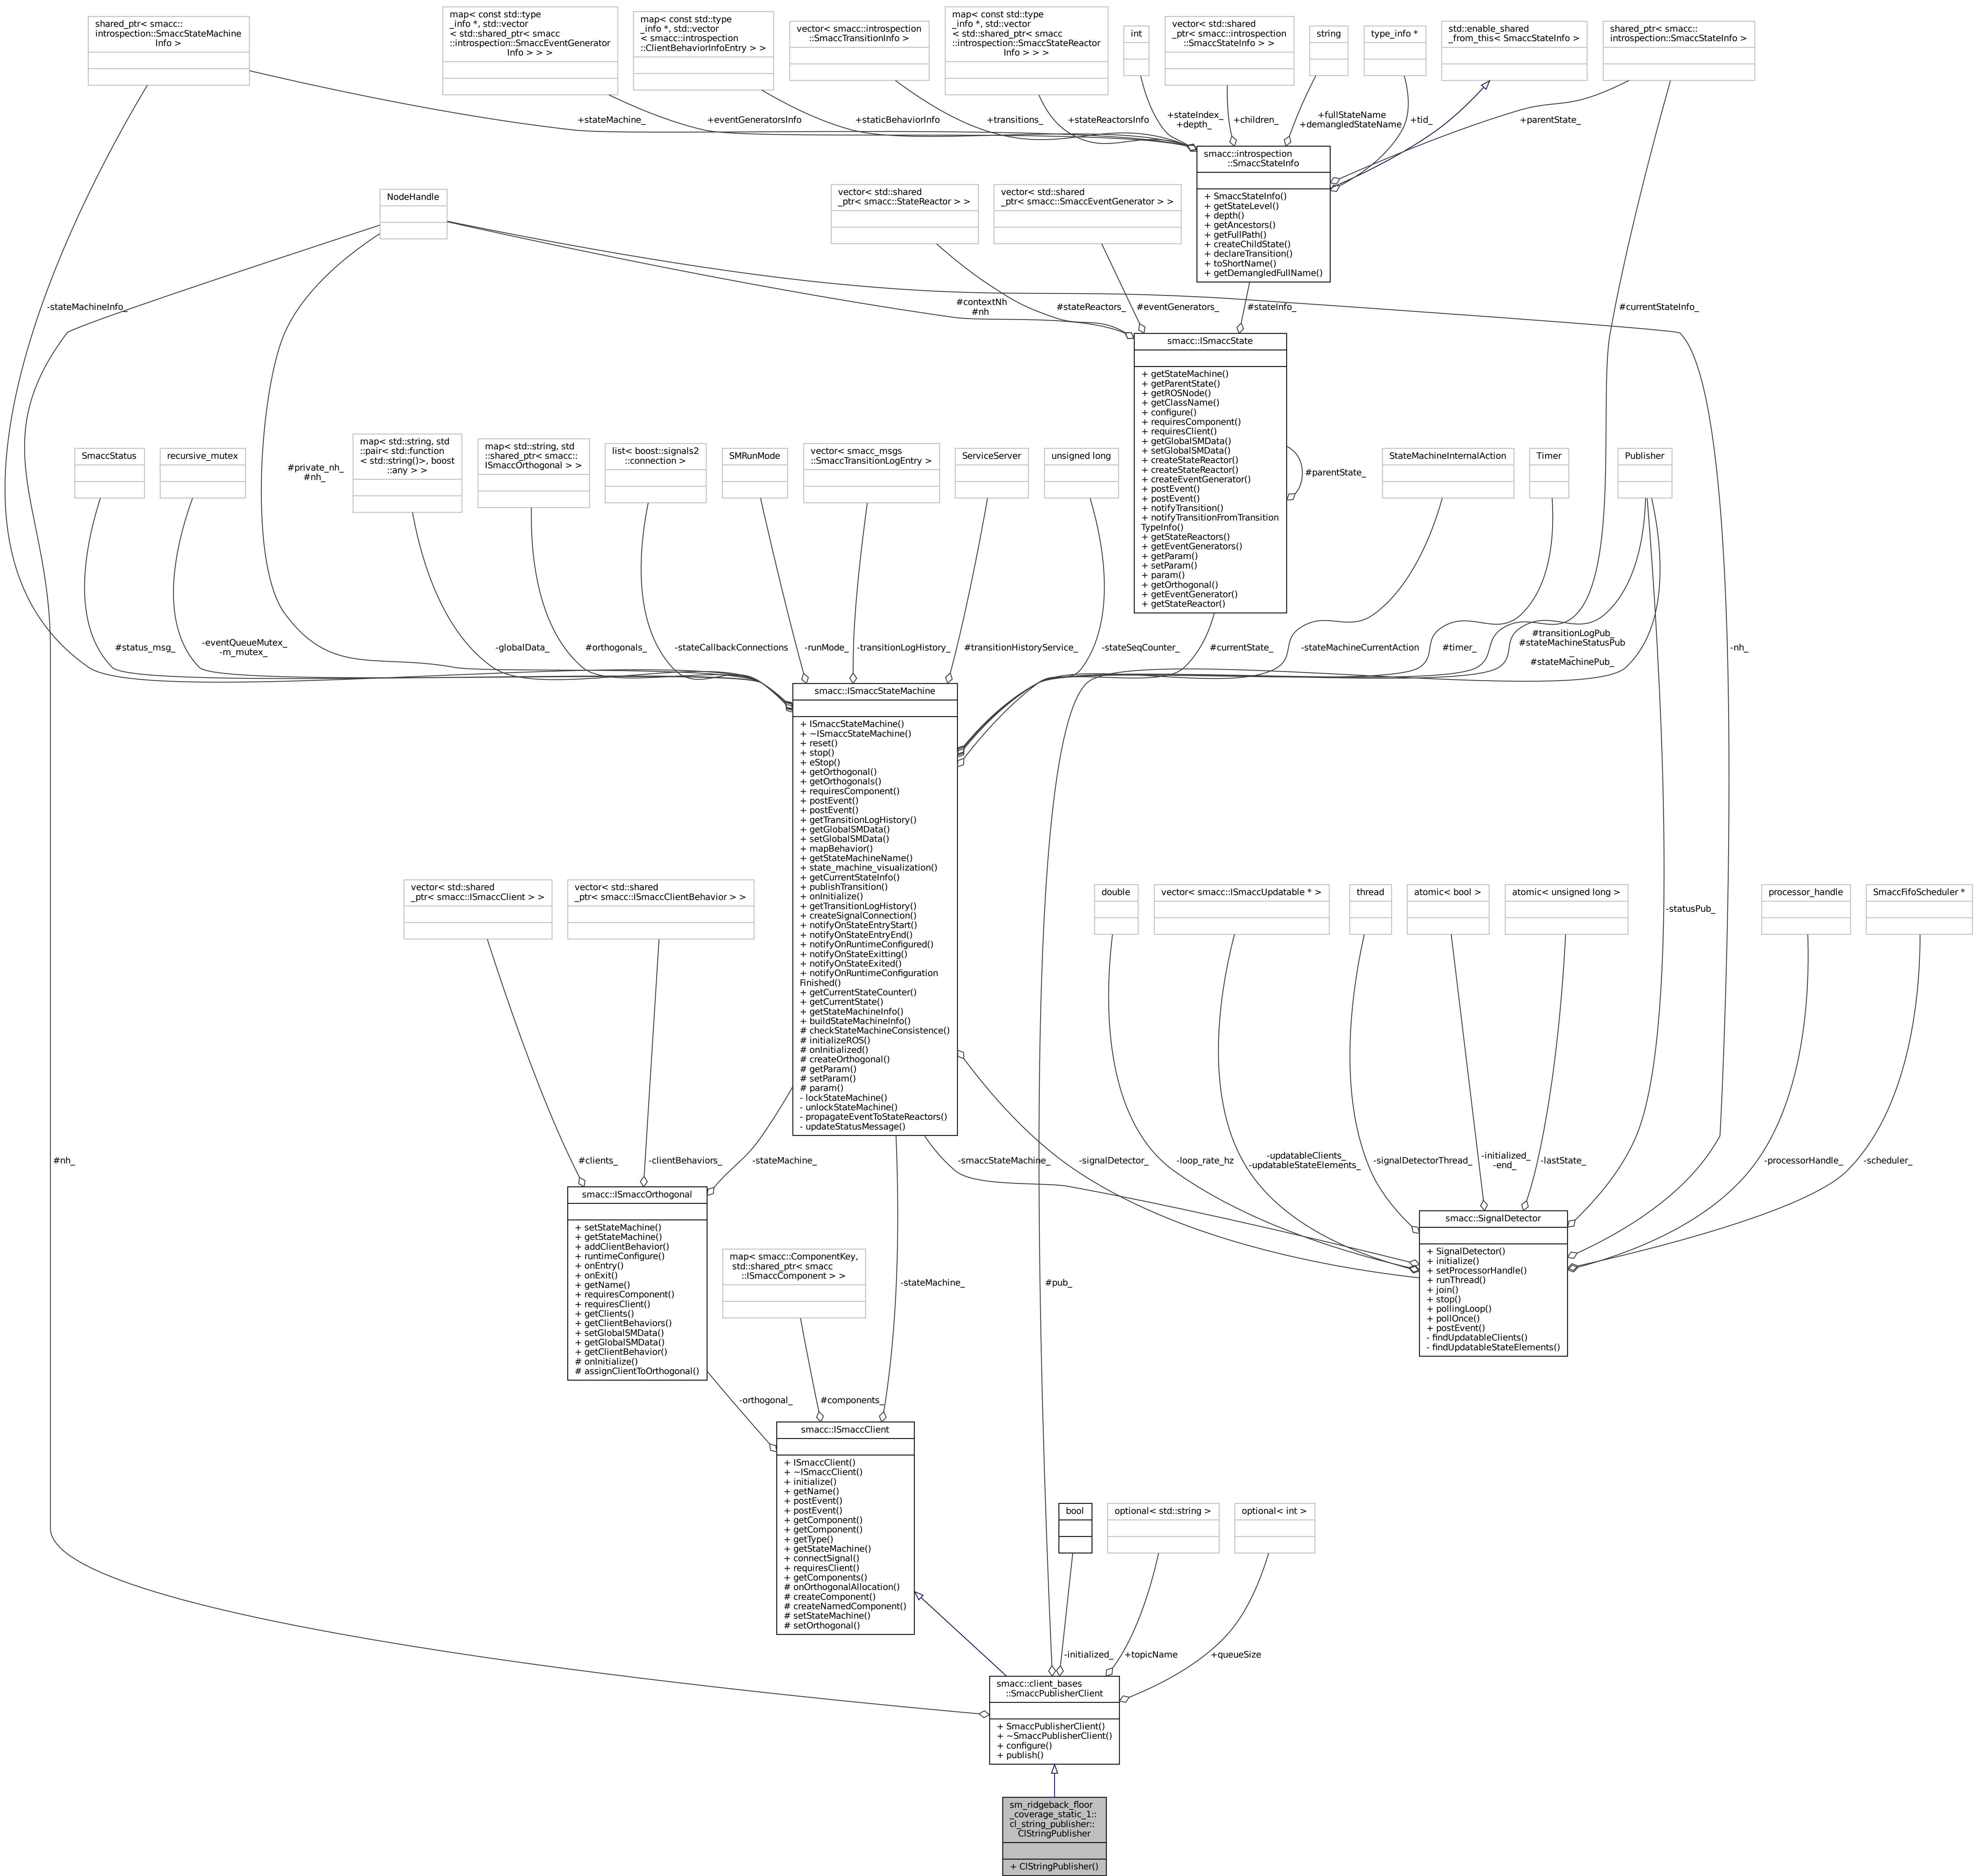 shared_ptr< smacc::
introspection::SmaccStateMachine
Info >
map< const std::type
_info *, std::vector
< std::shared_ptr< smacc
::introspection::SmaccEventGenerator
Info > > >
map< const std::type
_info *, std::vector
< smacc::introspection
::ClientBehaviorInfoEntry > >
vector< smacc::introspection
::SmaccTransitionInfo >
map< const std::type
_info *, std::vector
< std::shared_ptr< smacc
::introspection::SmaccStateReactor
Info > > >
int
vector< std::shared
_ptr< smacc::introspection
::SmaccStateInfo > >
string
type_info *
std::enable_shared
_from_this< SmaccStateInfo >
shared_ptr< smacc::
introspection::SmaccStateInfo >
+stateMachine_
+eventGeneratorsInfo
+staticBehaviorInfo
+transitions_
+stateReactorsInfo
+stateIndex_
+depth_
+children_
+fullStateName
+demangledStateName
+tid_
+parentState_
smacc::introspection
::SmaccStateInfo
+ SmaccStateInfo()
+ getStateLevel()
+ depth()
+ getAncestors()
+ getFullPath()
+ createChildState()
+ declareTransition()
+ toShortName()
+ getDemangledFullName()
NodeHandle
vector< std::shared
_ptr< smacc::StateReactor > >
vector< std::shared
_ptr< smacc::SmaccEventGenerator > >
-stateMachineInfo_
#contextNh
#nh
#stateReactors_
#eventGenerators_
#stateInfo_
#currentStateInfo_
smacc::ISmaccState
+ getStateMachine()
+ getParentState()
+ getROSNode()
+ getClassName()
+ configure()
+ requiresComponent()
+ requiresClient()
+ getGlobalSMData()
+ setGlobalSMData()
+ createStateReactor()
+ createStateReactor()
+ createEventGenerator()
+ postEvent()
+ postEvent()
+ notifyTransition()
+ notifyTransitionFromTransition
TypeInfo()
+ getStateReactors()
+ getEventGenerators()
+ getParam()
+ setParam()
+ param()
+ getOrthogonal()
+ getEventGenerator()
+ getStateReactor()
#parentState_
SmaccStatus
recursive_mutex
#private_nh_
#nh_
map< std::string, std
::pair< std::function
< std::string()>, boost
::any > >
map< std::string, std
::shared_ptr< smacc::
ISmaccOrthogonal > >
list< boost::signals2
::connection >
SMRunMode
vector< smacc_msgs
::SmaccTransitionLogEntry >
ServiceServer
unsigned long
StateMachineInternalAction
Timer
Publisher
#status_msg_
-eventQueueMutex_
-m_mutex_
-globalData_
#orthogonals_
-stateCallbackConnections
-runMode_
-transitionLogHistory_
#transitionHistoryService_
-stateSeqCounter_
#currentState_
-stateMachineCurrentAction
#timer_
#transitionLogPub_
#stateMachineStatusPub
_
#stateMachinePub_
-nh_
smacc::ISmaccStateMachine
+ ISmaccStateMachine()
+ ~ISmaccStateMachine()
+ reset()
+ stop()
+ eStop()
+ getOrthogonal()
+ getOrthogonals()
+ requiresComponent()
+ postEvent()
+ postEvent()
+ getTransitionLogHistory()
+ getGlobalSMData()
+ setGlobalSMData()
+ mapBehavior()
+ getStateMachineName()
+ state_machine_visualization()
+ getCurrentStateInfo()
+ publishTransition()
+ onInitialize()
+ getTransitionLogHistory()
+ createSignalConnection()
+ notifyOnStateEntryStart()
+ notifyOnStateEntryEnd()
+ notifyOnRuntimeConfigured()
+ notifyOnStateExitting()
+ notifyOnStateExited()
+ notifyOnRuntimeConfiguration
Finished()
+ getCurrentStateCounter()
+ getCurrentState()
+ getStateMachineInfo()
+ buildStateMachineInfo()
# checkStateMachineConsistence()
# initializeROS()
# onInitialized()
# createOrthogonal()
# getParam()
# setParam()
# param()
- lockStateMachine()
- unlockStateMachine()
- propagateEventToStateReactors()
- updateStatusMessage()
vector< std::shared
_ptr< smacc::ISmaccClient > >
vector< std::shared
_ptr< smacc::ISmaccClientBehavior > >
double
vector< smacc::ISmaccUpdatable * >
thread
atomic< bool >
atomic< unsigned long >
-statusPub_
processor_handle
SmaccFifoScheduler *
#nh_
#clients_
-clientBehaviors_
-stateMachine_
-smaccStateMachine_
-signalDetector_
-loop_rate_hz
-updatableClients_
-updatableStateElements_
-signalDetectorThread_
-initialized_
-end_
-lastState_
-processorHandle_
-scheduler_
smacc::ISmaccOrthogonal
+ setStateMachine()
+ getStateMachine()
+ addClientBehavior()
+ runtimeConfigure()
+ onEntry()
+ onExit()
+ getName()
+ requiresComponent()
+ requiresClient()
+ getClients()
+ getClientBehaviors()
+ setGlobalSMData()
+ getGlobalSMData()
+ getClientBehavior()
# onInitialize()
# assignClientToOrthogonal()
smacc::SignalDetector
+ SignalDetector()
+ initialize()
+ setProcessorHandle()
+ runThread()
+ join()
+ stop()
+ pollingLoop()
+ pollOnce()
+ postEvent()
- findUpdatableClients()
- findUpdatableStateElements()
map< smacc::ComponentKey,
std::shared_ptr< smacc
::ISmaccComponent > >
-stateMachine_
#pub_
-orthogonal_
#components_
smacc::ISmaccClient
+ ISmaccClient()
+ ~ISmaccClient()
+ initialize()
+ getName()
+ postEvent()
+ postEvent()
+ getComponent()
+ getComponent()
+ getType()
+ getStateMachine()
+ connectSignal()
+ requiresClient()
+ getComponents()
# onOrthogonalAllocation()
# createComponent()
# createNamedComponent()
# setStateMachine()
# setOrthogonal()
bool
optional< std::string >
optional< int >
-initialized_
+topicName
+queueSize
smacc::client_bases
::SmaccPublisherClient
+ SmaccPublisherClient()
+ ~SmaccPublisherClient()
+ configure()
+ publish()
sm_ridgeback_floor
_coverage_static_1::
cl_string_publisher::
ClStringPublisher
+ ClStringPublisher()